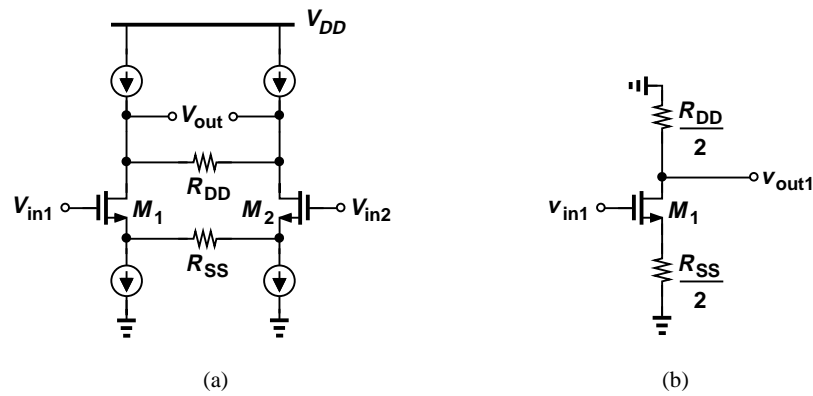 V_DD
V_out
R_DD
V_in1
M_1
M_2
V_in2
R_SS
(a)
R_DD
2
v_out1
v_in1
M_1
R_SS
2
(b)